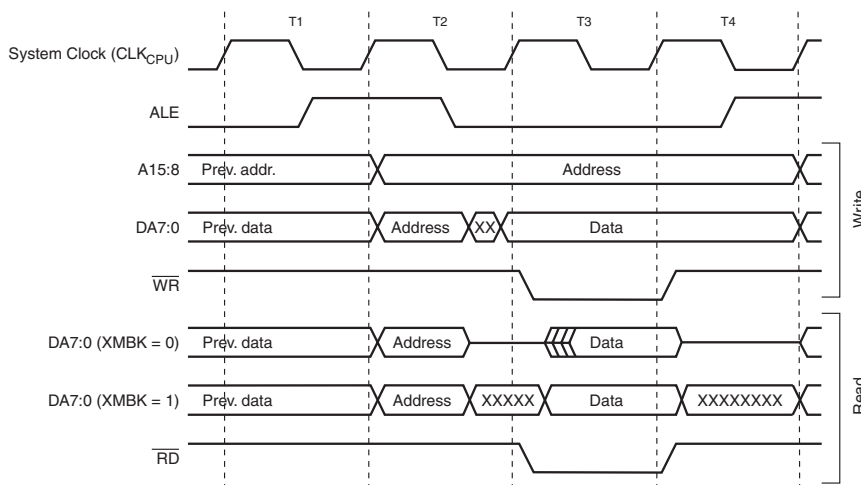 T1 T2 T3 T4
System Clock (CLKCPU)
ALE
A15:8 Prev. addr. Address
DA7:0 Prev. data Address XX Data
WR
Write
DA7:0 (XMBK = 0) Prev. data Address Data
DA7:0 (XMBK = 1) Prev. data Address XXXXX Data XXXXXXXX
RD
Read